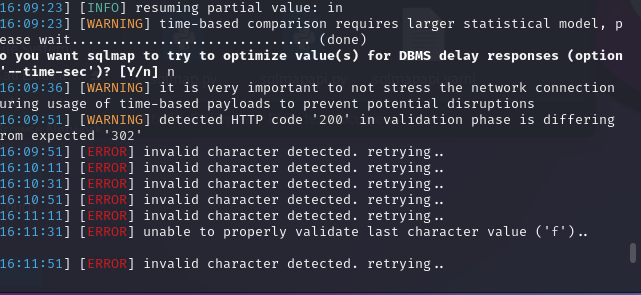 16:09:23] [INFO] resuming partial value: in
16:09:23] [WARNING] time-based comparison requires larger statistical model, p
ease wait.............................. (done)
o you want sqlmap to try to optimize value(s) for DBMS delay responses (option
'--time-sec')? [Y/n] n
16:09:36] [WARNING] it is very important to not stress the network connection
uring usage of time-based payloads to prevent potential disruptions
16:09:51] [WARNING] detected HTTP code '200' in validation phase is differing
rom expected '302'
16:09:51] [ERROR] invalid character detected. retrying..
16:10:11] [ERROR] invalid character detected. retrying..
16:10:31] [ERROR] invalid character detected. retrying..
16:10:51] [ERROR] invalid character detected. retrying..
16:11:11] [ERROR] invalid character detected. retrying..
16:11:31] [ERROR] unable to properly validate last character value ('f')..
16:11:51] [ERROR] invalid character detected. retrying..